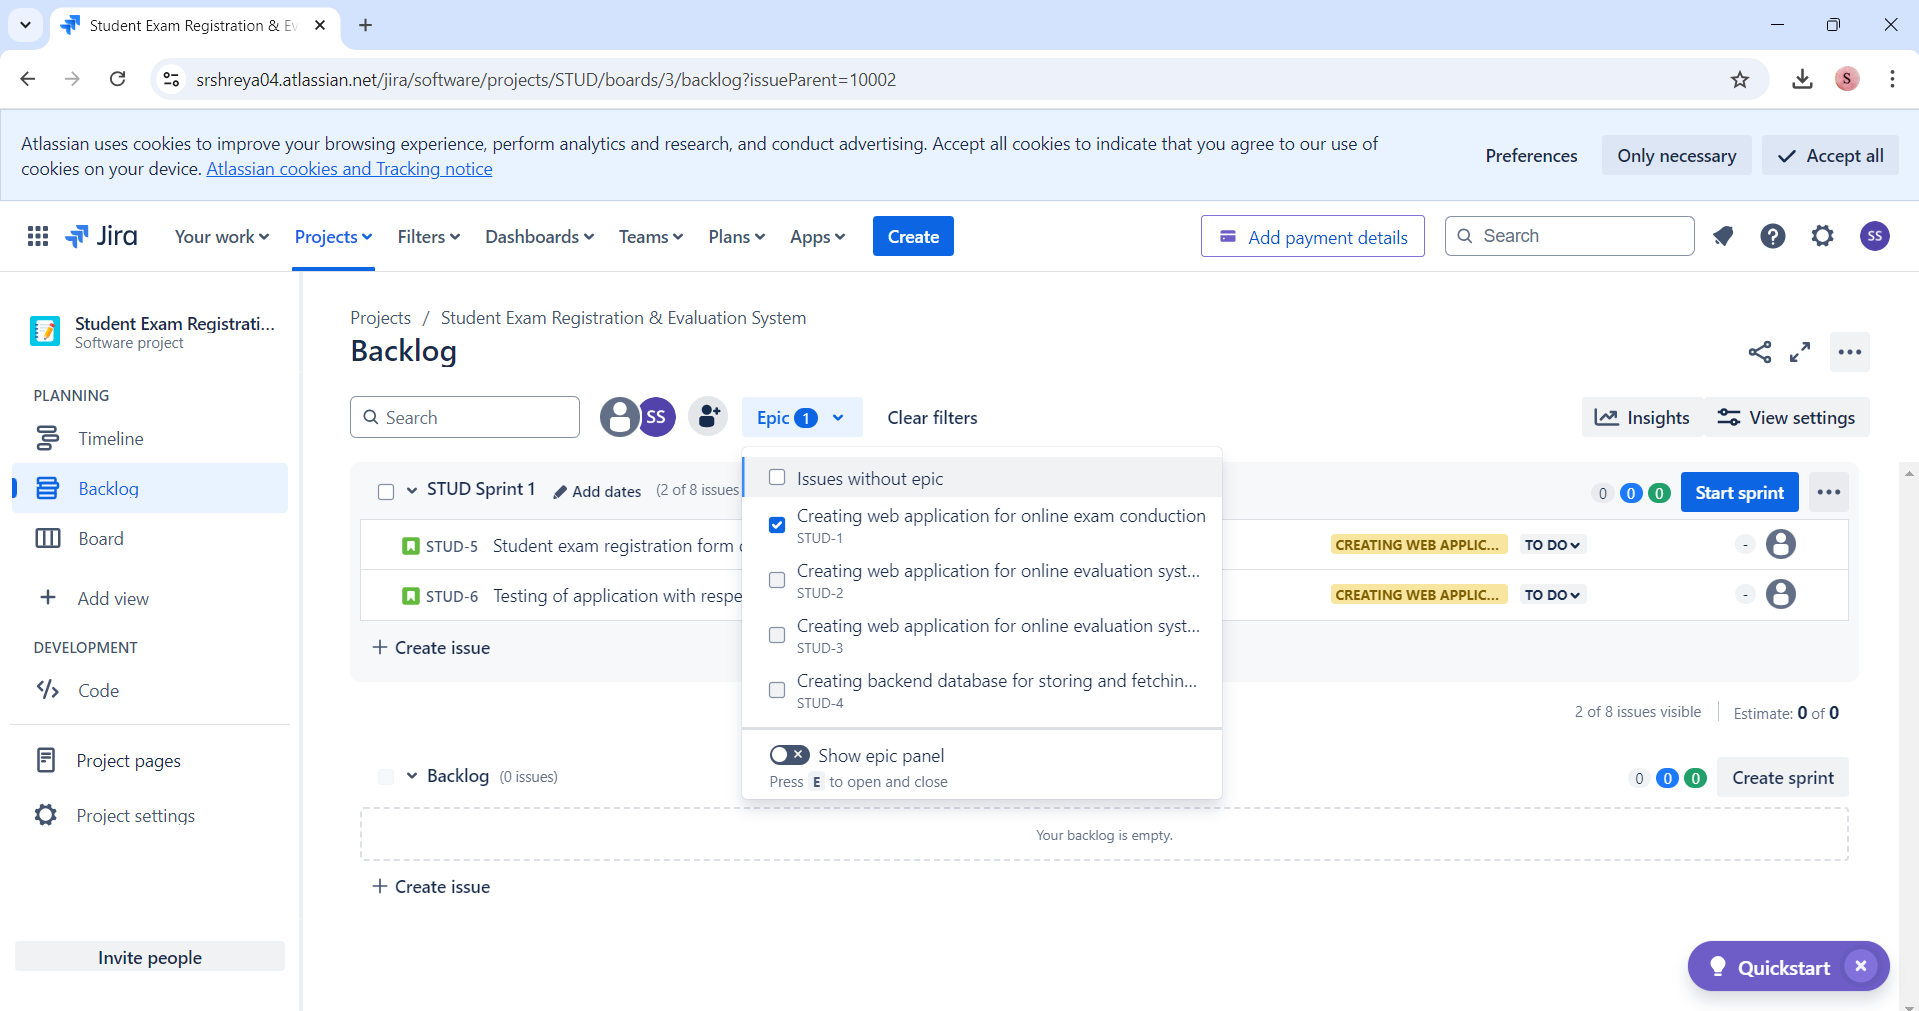 Student Exam Registration & Ev
srshreya04.atlassian.net/jira/software/projects/STUD/boards/3/backlog?issueParent=10002
S
Atlassian uses cookies to improve your browsing experience, perform analytics and research, and conduct advertising. Accept all cookies to indicate that you agree to our use of
cookies on your device. Atlassian cookies and Tracking notice
Preferences
Only necessary
Accept all
Jira
Your work
Projects
Filters
Dashboards
Teams
Plans
Apps
Create
Add payment details
Search
SS
Student Exam Registrati...
Software project
PLANNING
Timeline
Backlog
Board
Add view
DEVELOPMENT
Code
Project pages
Project settings
Invite people
Projects / Student Exam Registration & Evaluation System
Backlog
Search
SS
Epic 1
Clear filters
Insights
View settings
STUD Sprint 1
Add dates
(2 of 8 issues
0 0 0
Start sprint
STUD-5 Student exam registration form
CREATING WEB APPLIC...
TO DO
-
STUD-6 Testing of application with respe
CREATING WEB APPLIC...
TO DO
-
+ Create issue
Issues without epic
Creating web application for online exam conduction
STUD-1
Creating web application for online evaluation syst...
STUD-2
Creating web application for online evaluation syst...
STUD-3
Creating backend database for storing and fetchin...
STUD-4
Show epic panel
Press E to open and close
2 of 8 issues visible
Estimate: 0 of 0
Backlog (0 issues)
0 0 0
Create sprint
Your backlog is empty.
+ Create issue
Quickstart